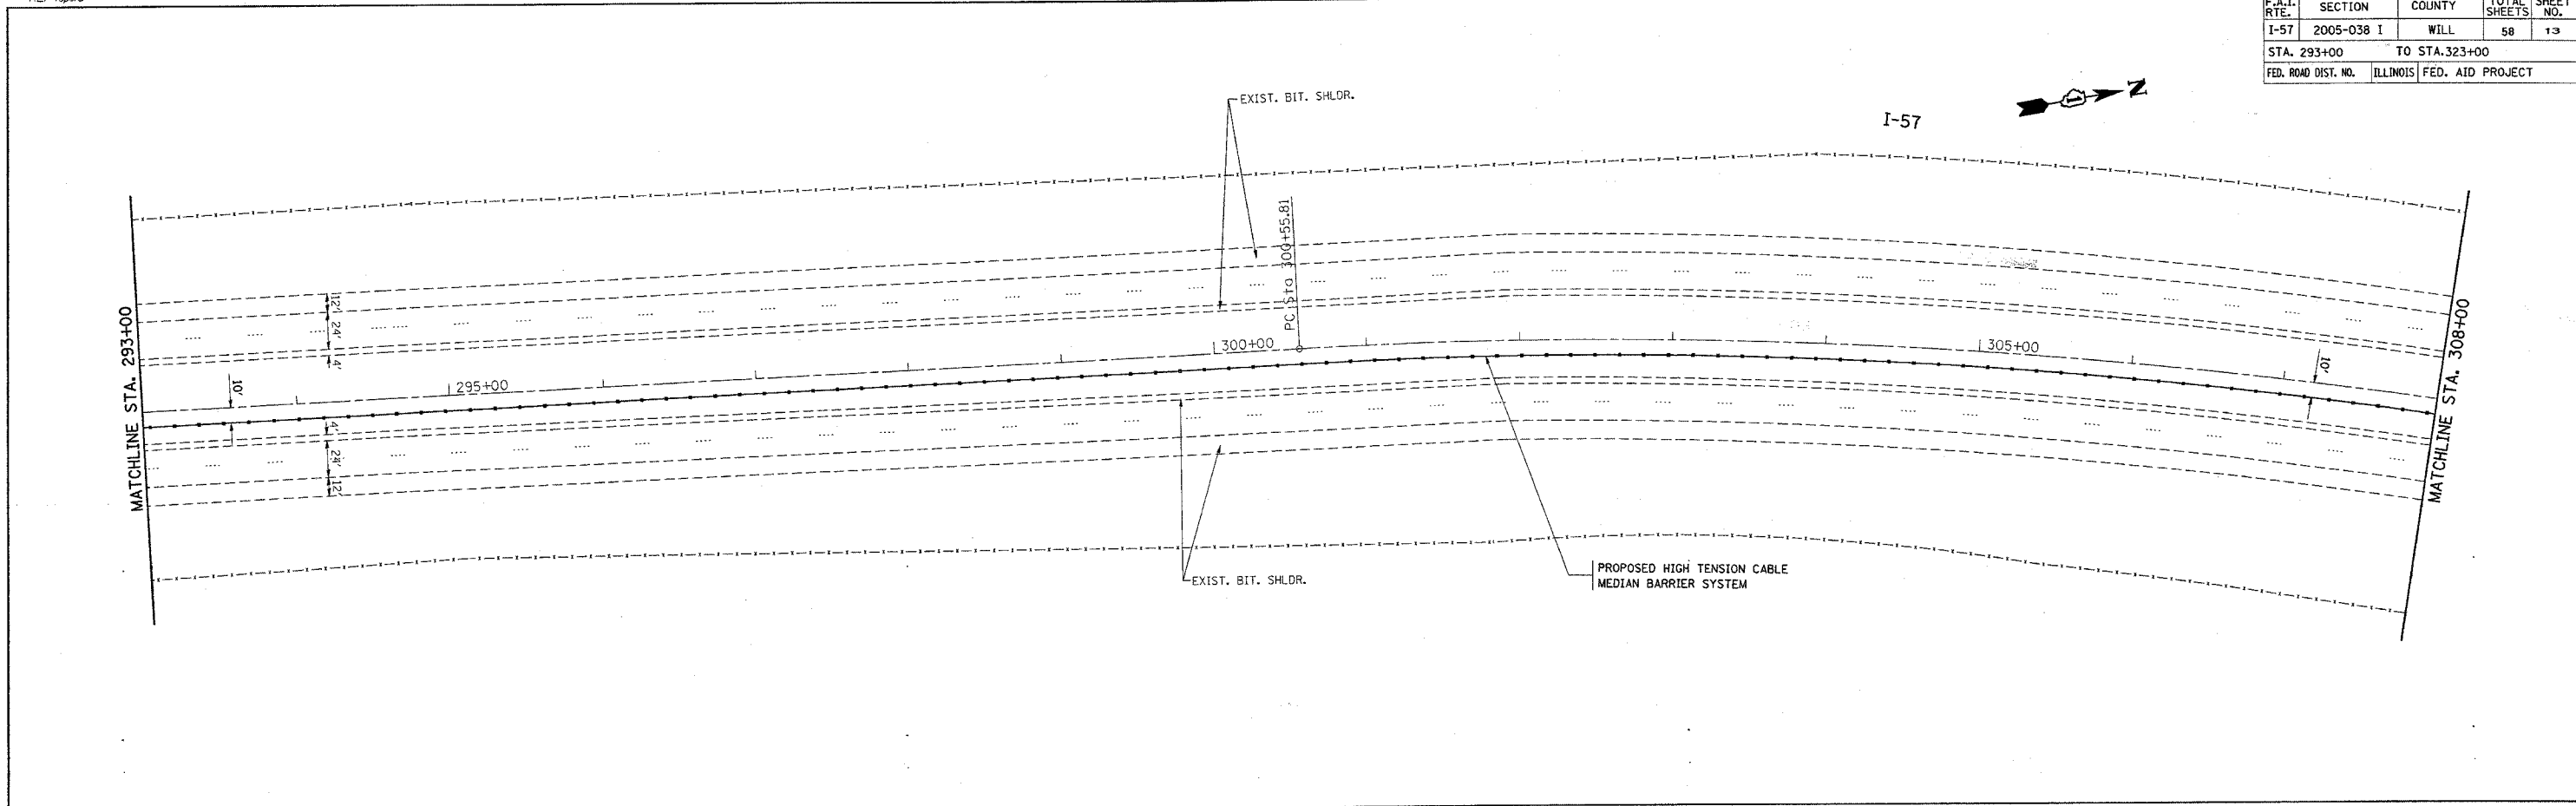 F.A.I. RTE. SECTION COUNTY TOTAL SHEETS SHEET NO.
I-57 2005-038 I WILL 58 13
STA. 293+00 TO STA.323+00
FED. ROAD DIST. NO. ILLINOIS FED. AID PROJECT
EXIST. BIT. SHLDR.
I-57
N
PC Sta 300+55.81
MATCHLINE STA. 293+00
12'
24'
4'
10'
295+00
300+00
305+00
10'
MATCHLINE STA. 308+00
4'
24'
12'
EXIST. BIT. SHLDR.
PROPOSED HIGH TENSION CABLE
MEDIAN BARRIER SYSTEM